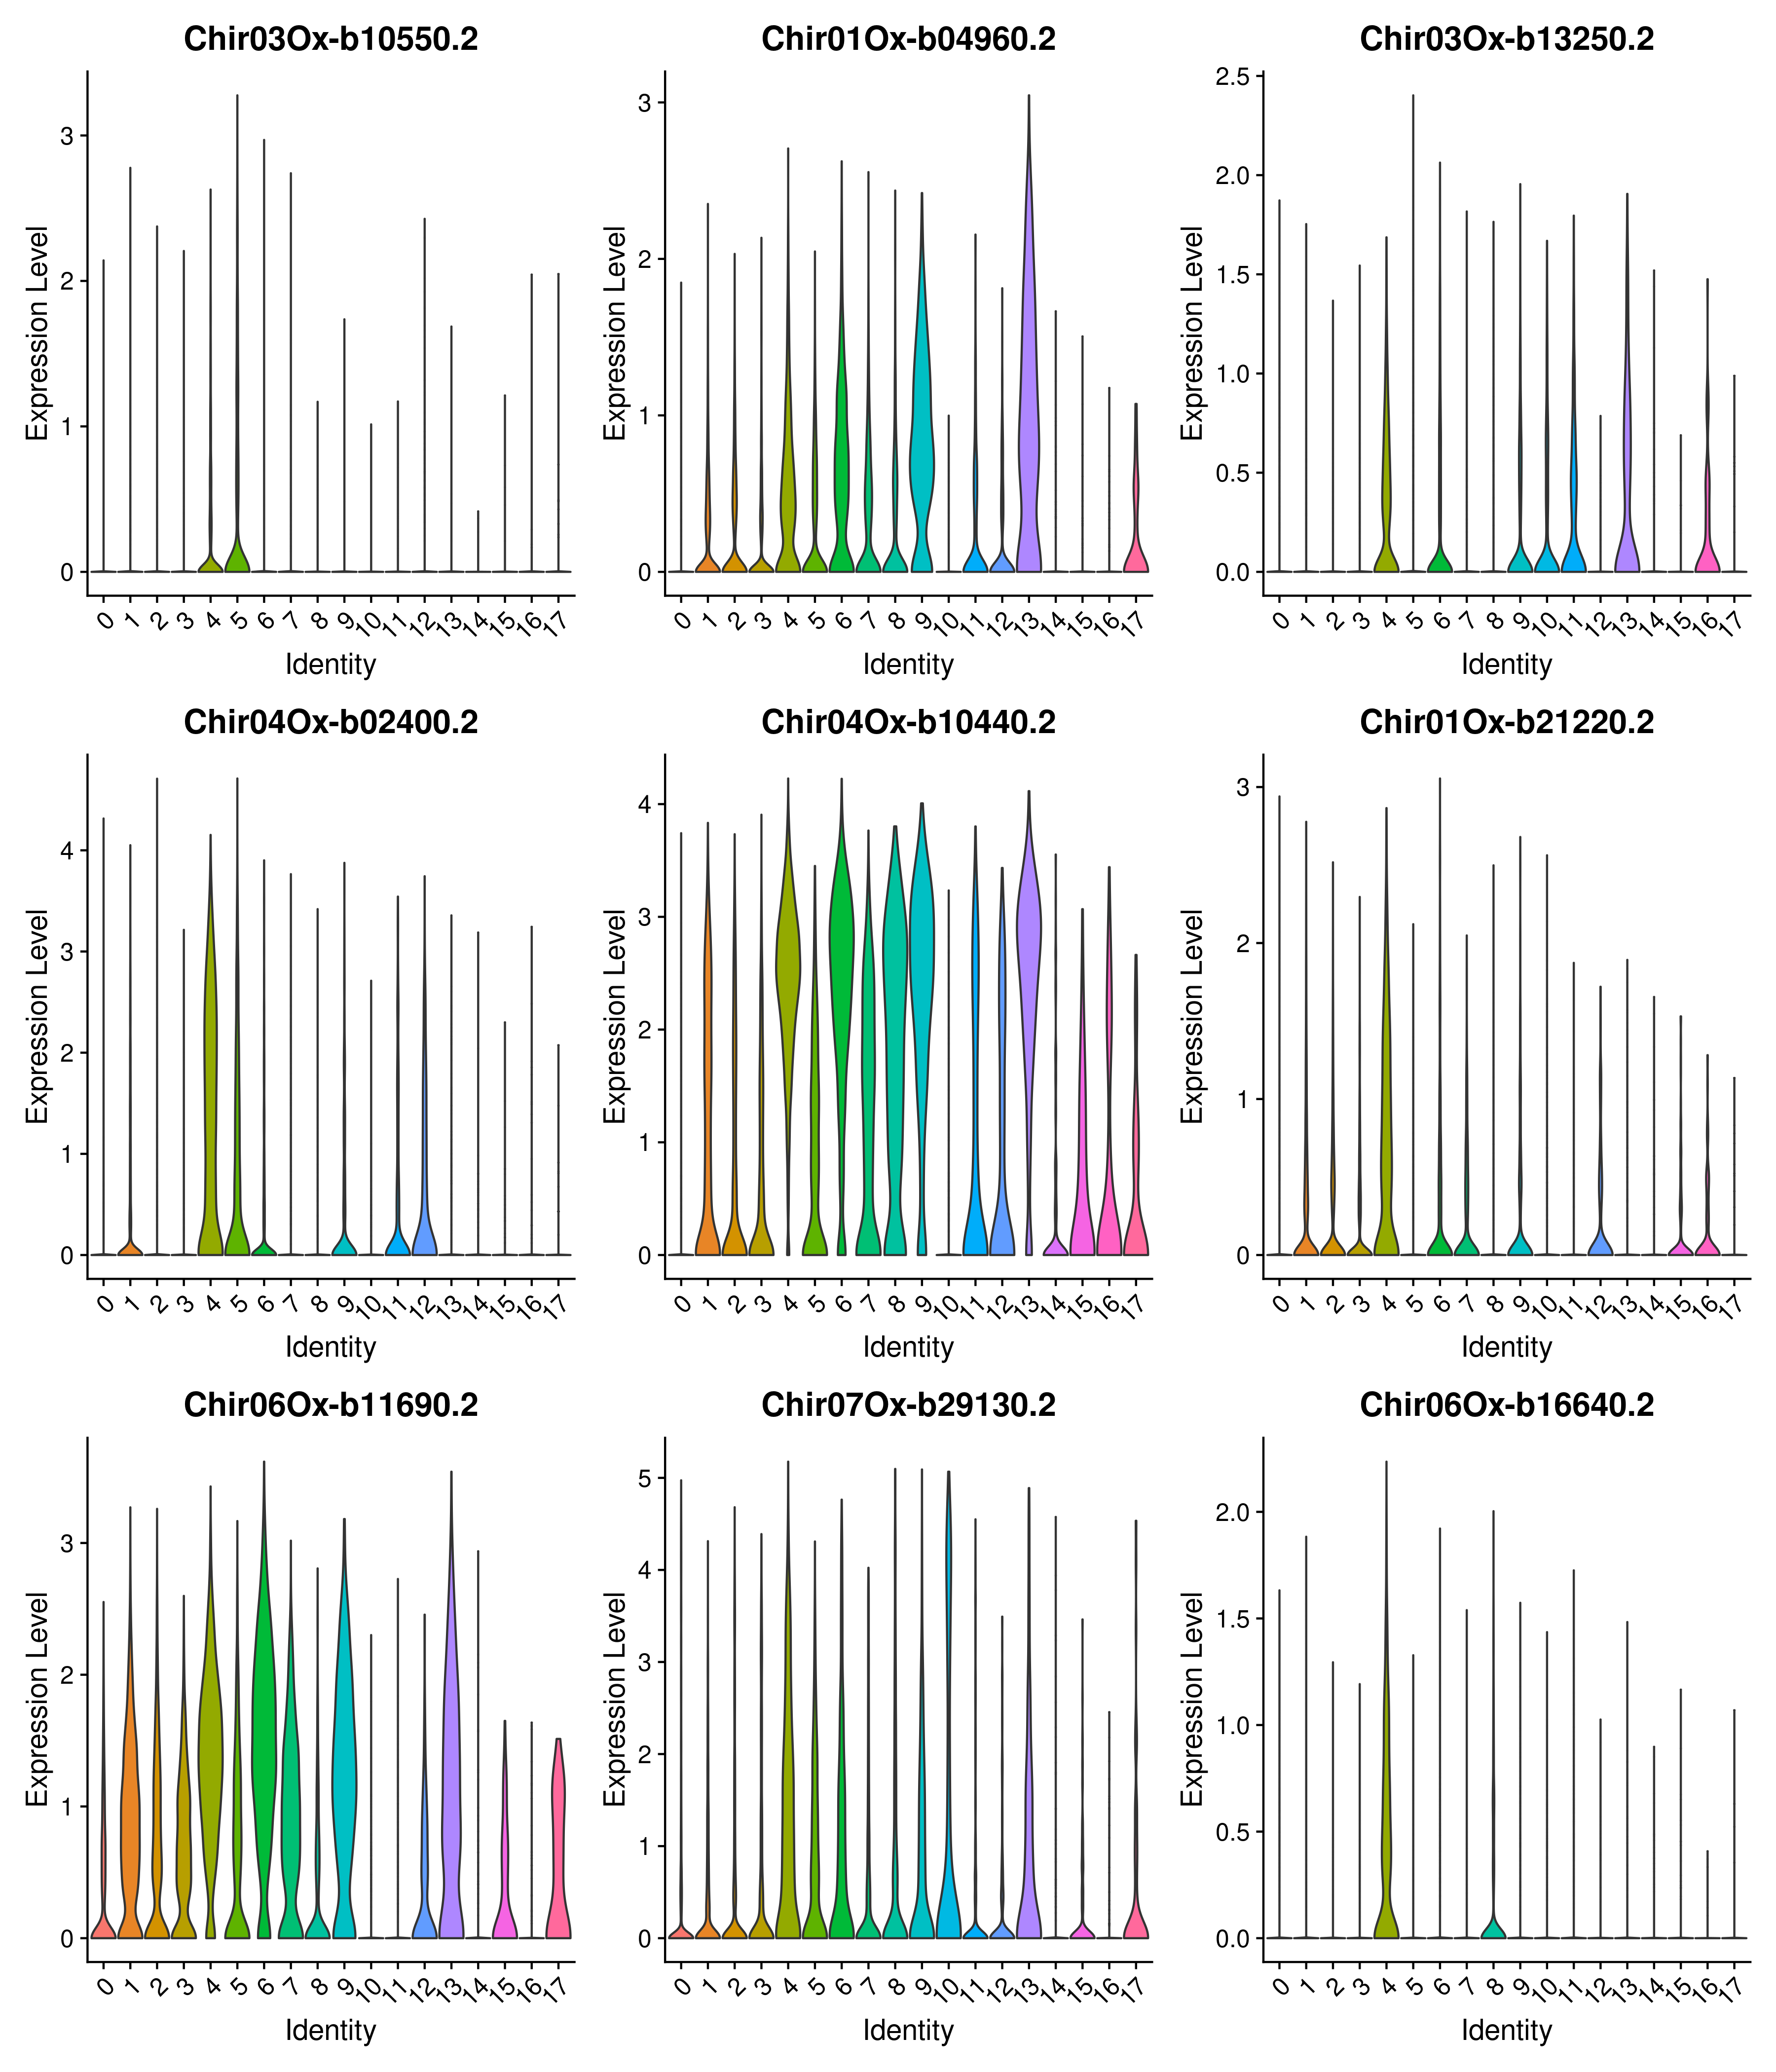 Chir03Ox-b10550.2
Expression Level
3
2
1
0
0 1 2 3 4 5 6 7 8 9 10 11 12 13 14 15 16 17
Identity
Chir01Ox-b04960.2
Expression Level
3
2
1
0
0 1 2 3 4 5 6 7 8 9 10 11 12 13 14 15 16 17
Identity
Chir03Ox-b13250.2
Expression Level
2.5
2.0
1.5
1.0
0.5
0.0
0 1 2 3 4 5 6 7 8 9 10 11 12 13 14 15 16 17
Identity
Chir04Ox-b02400.2
Expression Level
4
3
2
1
0
0 1 2 3 4 5 6 7 8 9 10 11 12 13 14 15 16 17
Identity
Chir04Ox-b10440.2
Expression Level
4
3
2
1
0
0 1 2 3 4 5 6 7 8 9 10 11 12 13 14 15 16 17
Identity
Chir01Ox-b21220.2
Expression Level
3
2
1
0
0 1 2 3 4 5 6 7 8 9 10 11 12 13 14 15 16 17
Identity
Chir06Ox-b11690.2
Expression Level
3
2
1
0
0 1 2 3 4 5 6 7 8 9 10 11 12 13 14 15 16 17
Identity
Chir07Ox-b29130.2
Expression Level
5
4
3
2
1
0
0 1 2 3 4 5 6 7 8 9 10 11 12 13 14 15 16 17
Identity
Chir06Ox-b16640.2
Expression Level
2.0
1.5
1.0
0.5
0.0
0 1 2 3 4 5 6 7 8 9 10 11 12 13 14 15 16 17
Identity